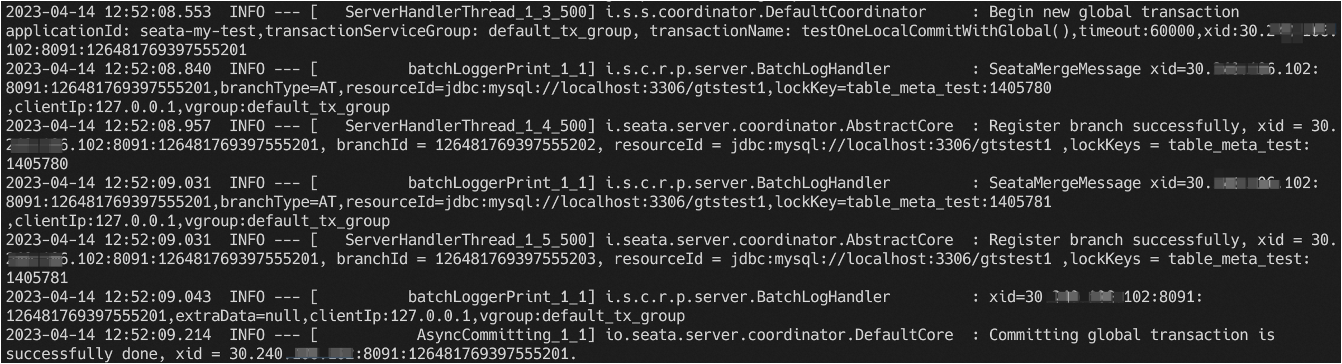 2023-04-14 12:52:08.553  INFO --- [   ServerHandlerThread_1_3_500] i.s.s.coordinator.DefaultCoordinator     : Begin new global transaction
applicationId: seata-my-test,transactionServiceGroup: default_tx_group, transactionName: testOneLocalCommitWithGlobal(),timeout:60000,xid:30.
102:8091:126481769397555201
2023-04-14 12:52:08.840  INFO --- [          batchLoggerPrint_1_1] i.s.c.r.p.server.BatchLogHandler         : SeataMergeMessage xid=30. .102:
8091:126481769397555201,branchType=AT,resourceId=jdbc:mysql://localhost:3306/gtstest1,lockKey=table_meta_test:1405780
,clientIp:127.0.0.1,vgroup:default_tx_group
2023-04-14 12:52:08.957  INFO --- [   ServerHandlerThread_1_4_500] i.seata.server.coordinator.AbstractCore  : Register branch successfully, xid = 30.
.102:8091:126481769397555201, branchId = 126481769397555202, resourceId = jdbc:mysql://localhost:3306/gtstest1 ,lockKeys = table_meta_test:
1405780
2023-04-14 12:52:09.031  INFO --- [          batchLoggerPrint_1_1] i.s.c.r.p.server.BatchLogHandler         : SeataMergeMessage xid=30. .102:
8091:126481769397555201,branchType=AT,resourceId=jdbc:mysql://localhost:3306/gtstest1,lockKey=table_meta_test:1405781
,clientIp:127.0.0.1,vgroup:default_tx_group
2023-04-14 12:52:09.031  INFO --- [   ServerHandlerThread_1_5_500] i.seata.server.coordinator.AbstractCore  : Register branch successfully, xid = 30.
.102:8091:126481769397555201, branchId = 126481769397555203, resourceId = jdbc:mysql://localhost:3306/gtstest1 ,lockKeys = table_meta_test:
1405781
2023-04-14 12:52:09.043  INFO --- [          batchLoggerPrint_1_1] i.s.c.r.p.server.BatchLogHandler         : xid=30 102:8091:
126481769397555201,extraData=null,clientIp:127.0.0.1,vgroup:default_tx_group
2023-04-14 12:52:09.214  INFO --- [           AsyncCommitting_1_1] io.seata.server.coordinator.DefaultCore  : Committing global transaction is
successfully done, xid = 30.240. :8091:126481769397555201.